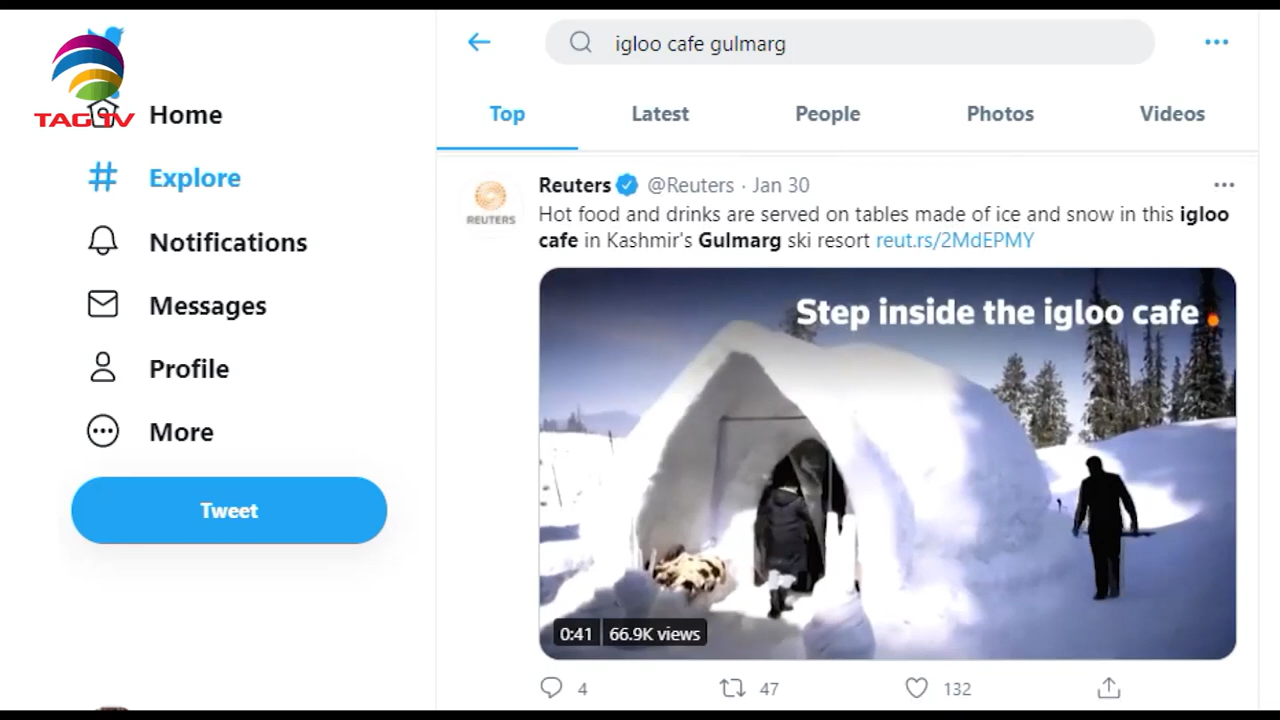 TAG TV
Home
Explore
Notifications
Messages
Profile
More
Tweet
igloo cafe gulmarg
Top Latest People Photos Videos
REUTERS
Reuters @Reuters · Jan 30
Hot food and drinks are served on tables made of ice and snow in this igloo
cafe in Kashmir's Gulmarg ski resort reut.rs/2MdEPMY
Step inside the igloo cafe
0:41 66.9K views
4 47 132